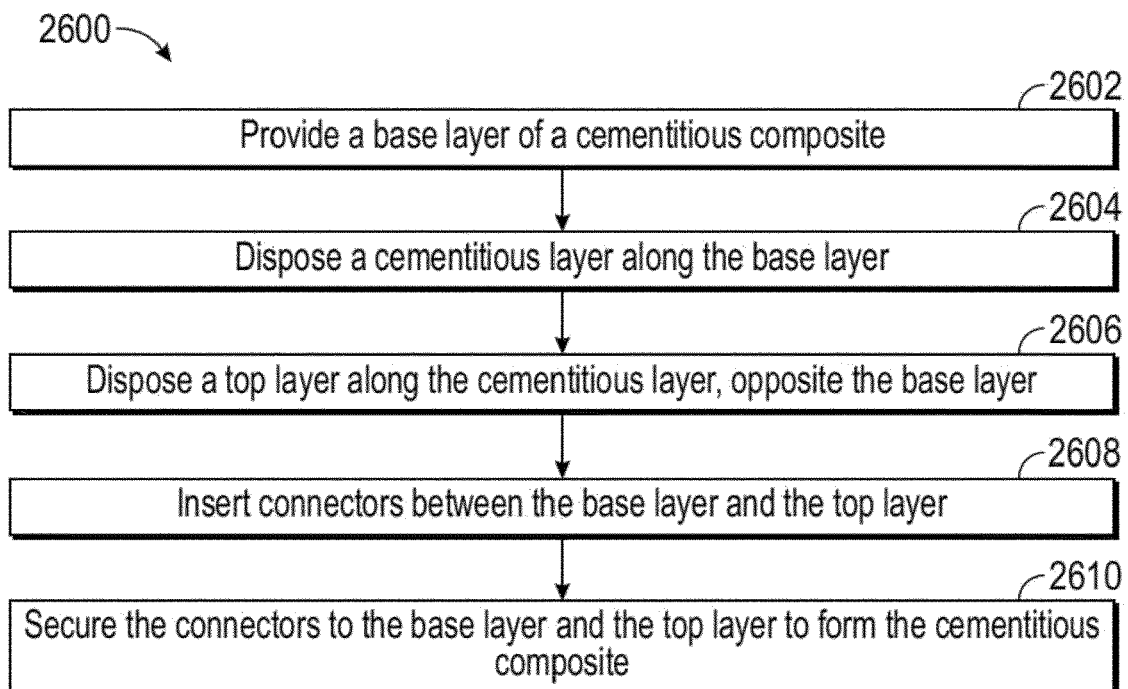 2600
2602
Provide a base layer of a cementitious composite
2604
Dispose a cementitious layer along the base layer
2606
Dispose a top layer along the cementitious layer, opposite the base layer
2608
Insert connectors between the base layer and the top layer
2610
Secure the connectors to the base layer and the top layer to form the cementitious
composite